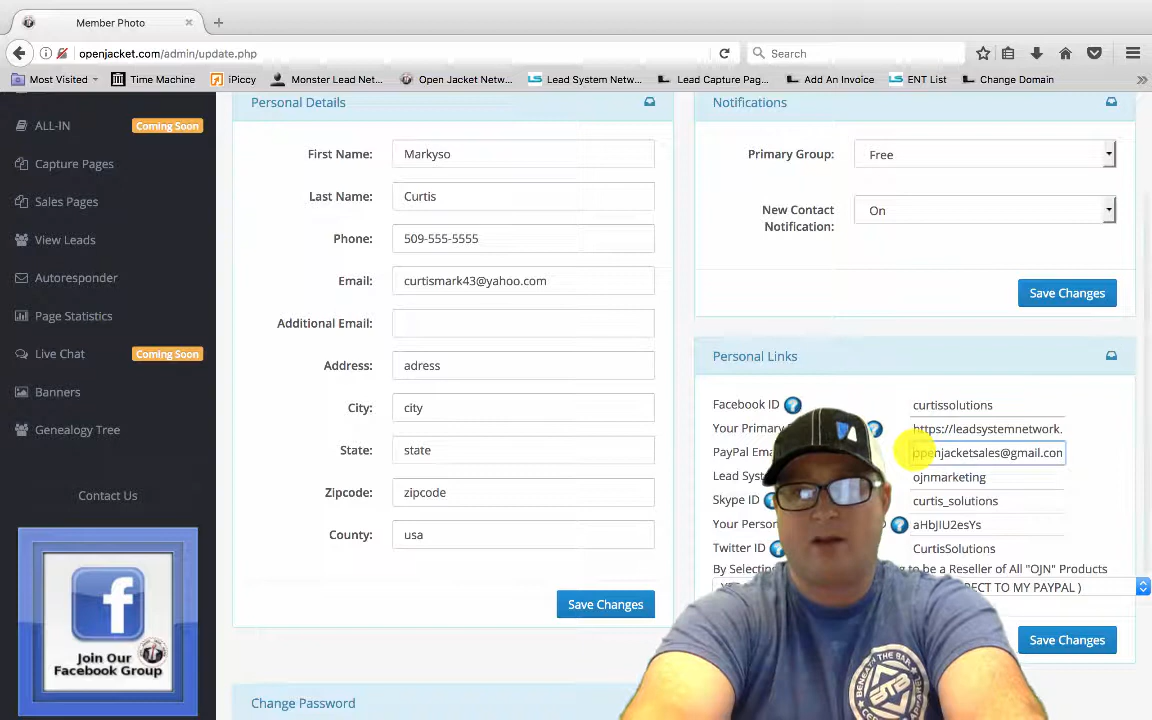 Member Photo
openjacket.com/admin/update.php
Search
Most Visited
Time Machine
iPiccy
Monster Lead Net...
Open Jacket Netw...
Lead System Netw...
Lead Capture Pag...
Add An Invoice
ENT List
Change Domain
ALL-IN Coming Soon
Capture Pages
Sales Pages
View Leads
Autoresponder
Page Statistics
Live Chat Coming Soon
Banners
Genealogy Tree
Contact Us
Join Our
Facebook Group
Personal Details
First Name: Markyso
Last Name: Curtis
Phone: 509-555-5555
Email: curtismark43@yahoo.com
Additional Email:
Address: adress
City: city
State: state
Zipcode: zipcode
County: usa
Save Changes
Notifications
Primary Group: Free
New Contact On
Notification:
Save Changes
Personal Links
Facebook ID curtissolutions
Your Primary https://leadsystemnetwork.
PayPal penjacketsales@gmail.con
Lead ojnmarketing
Skype ID curtis_solutions
Your aHbJIU2esYs
Twitter ID CurtisSolutions
By to be a Reseller of All "OJN" Products
TO MY PAYPAL )
Save Changes
Change Password
BENEATH THE BAR